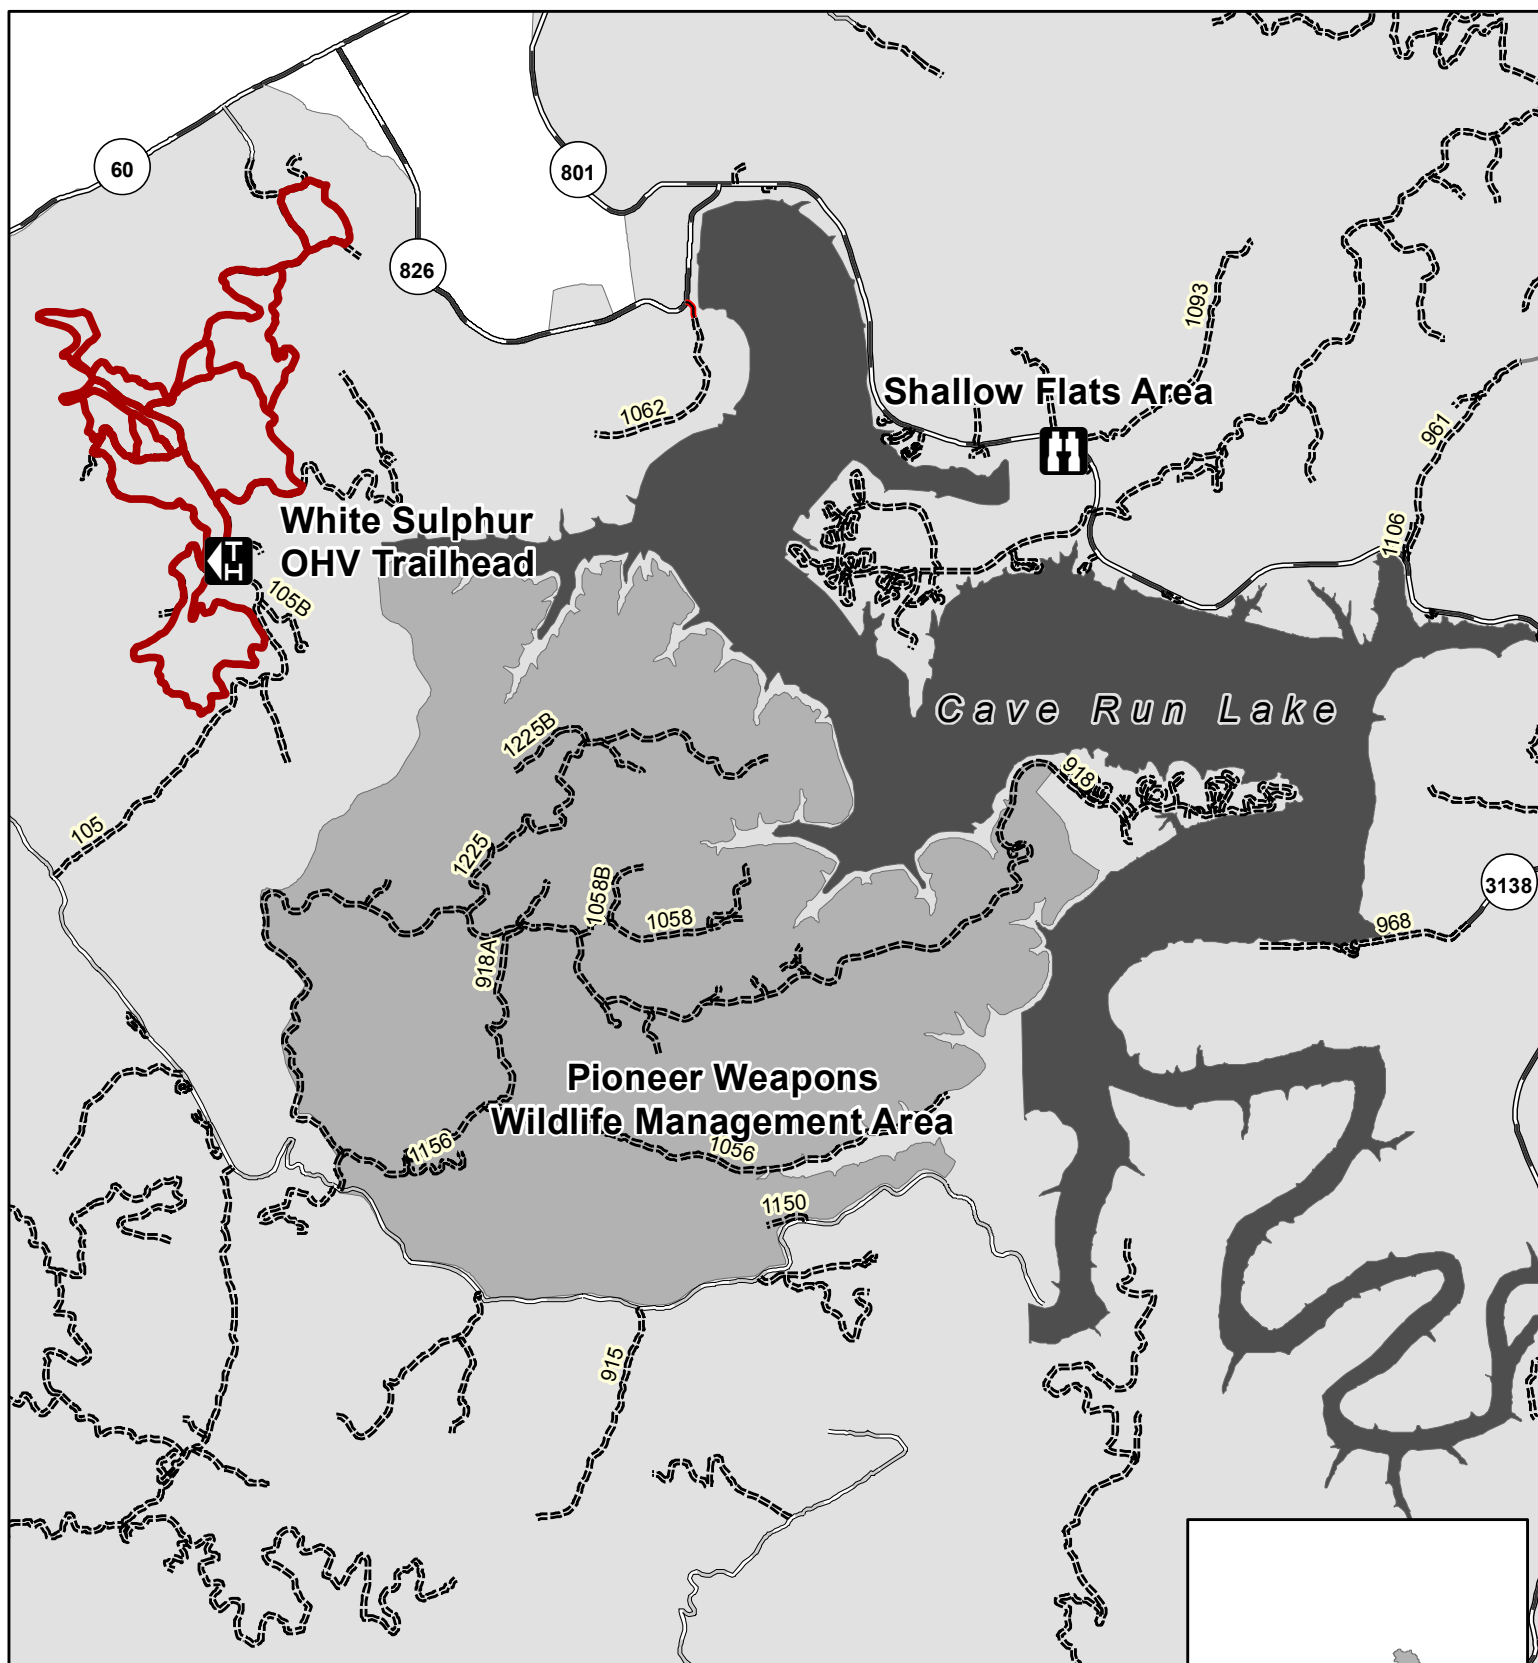 60
801
826
1093
1062
Shallow Flats Area
961
1106
White Sulphur
OHV Trailhead
TH
105B
Cave Run Lake
1225B
918
105
1225
1058B
3138
1058
968
918A
Pioneer Weapons
Wildlife Management Area
1156
1056
1150
915